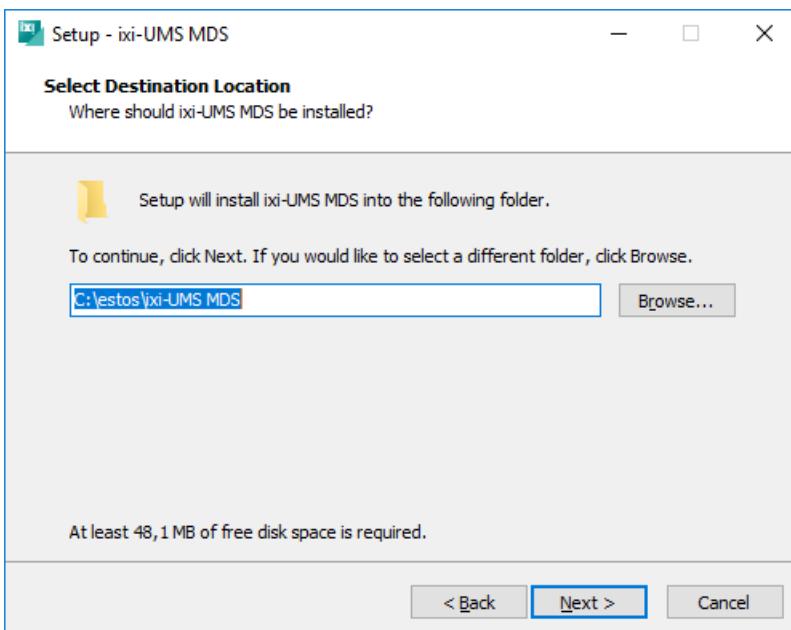 Setup - ixi-UMS MDS
Select Destination Location
Where should ixi-UMS MDS be installed?
Setup will install ixi-UMS MDS into the following folder.
To continue, click Next. If you would like to select a different folder, click Browse.
C:\estos\ixi-UMS MDS
Browse...
At least 48,1 MB of free disk space is required.
< Back
Next >
Cancel